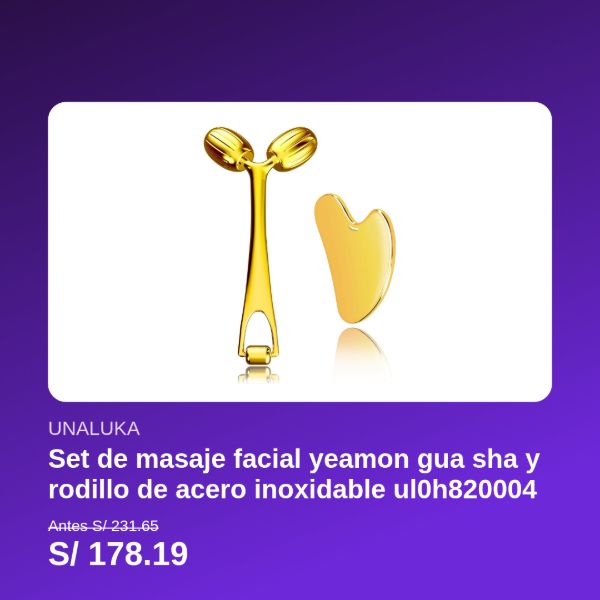 UNALUKA
Set de masaje facial yeamon gua sha y
rodillo de acero inoxidable ul0h820004
Antes S/ 231.65
S/ 178.19